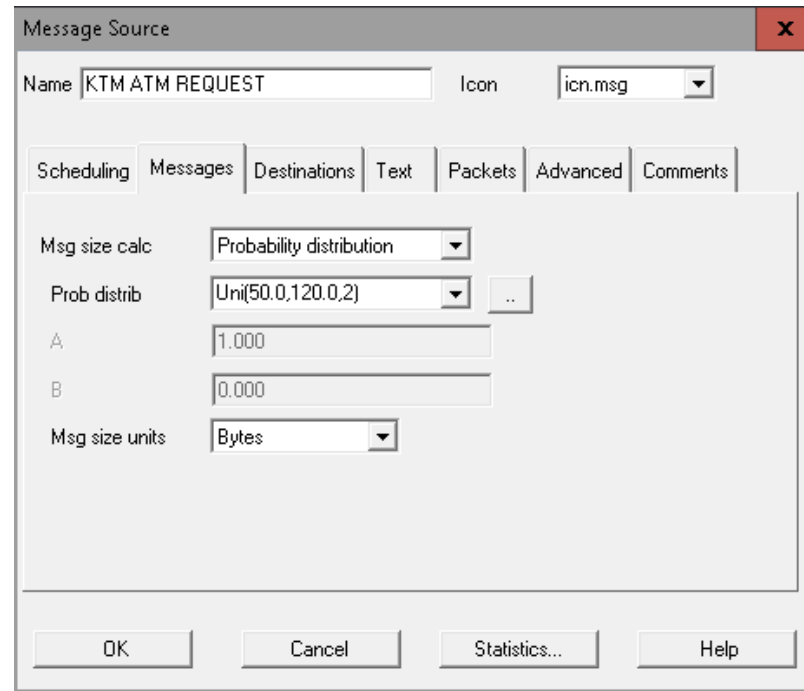 Message Source x
Name KTM ATM REQUEST Icon icn.msg
Scheduling Messages Destinations Text Packets Advanced Comments
Msg size calc Probability distribution
Prob distrib Uni(50.0,120.0,2) ..
A 1.000
B 0.000
Msg size units Bytes
OK Cancel Statistics... Help